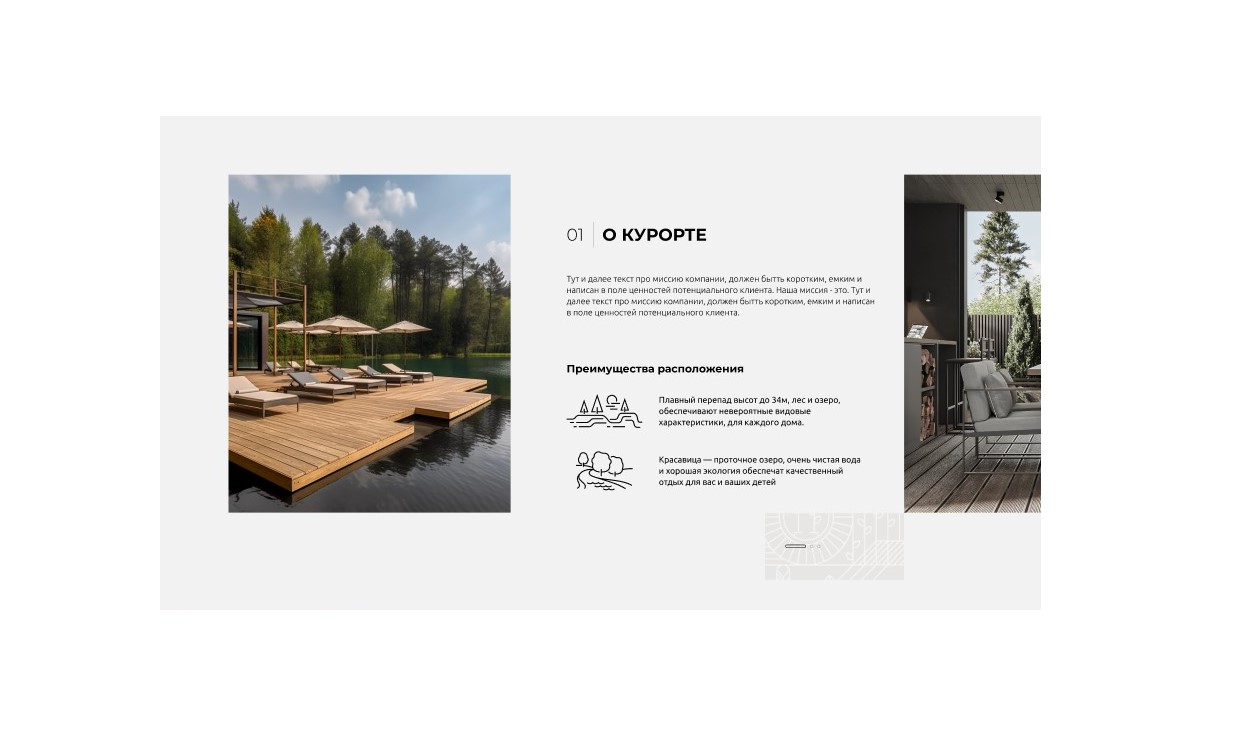 01 О КУРОРТЕ
Тут и далее текст про миссию компании, должен бытть коротким, емким и
написан в поле ценностей потенциального клиента. Наша миссия - это. Тут и
далее текст про миссию компании, должен бытть коротким, емким и написан
в поле ценностей потенциального клиента.
Преимущества расположения
Плавный перепад высот до 34м, лес и озеро,
обеспечивают невероятные видовые
характеристики, для каждого дома.
Красавица — проточное озеро, очень чистая вода
и хорошая экология обеспечат качественный
отдых для вас и ваших детей